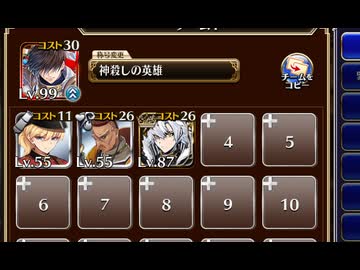 コスト30
称号変更
神殺しの英雄
チームを
コピー
Lv.99
コスト11
コスト26
コスト26
4
5
Lv.55
Lv.55
Lv.87
6
7
8
9
10